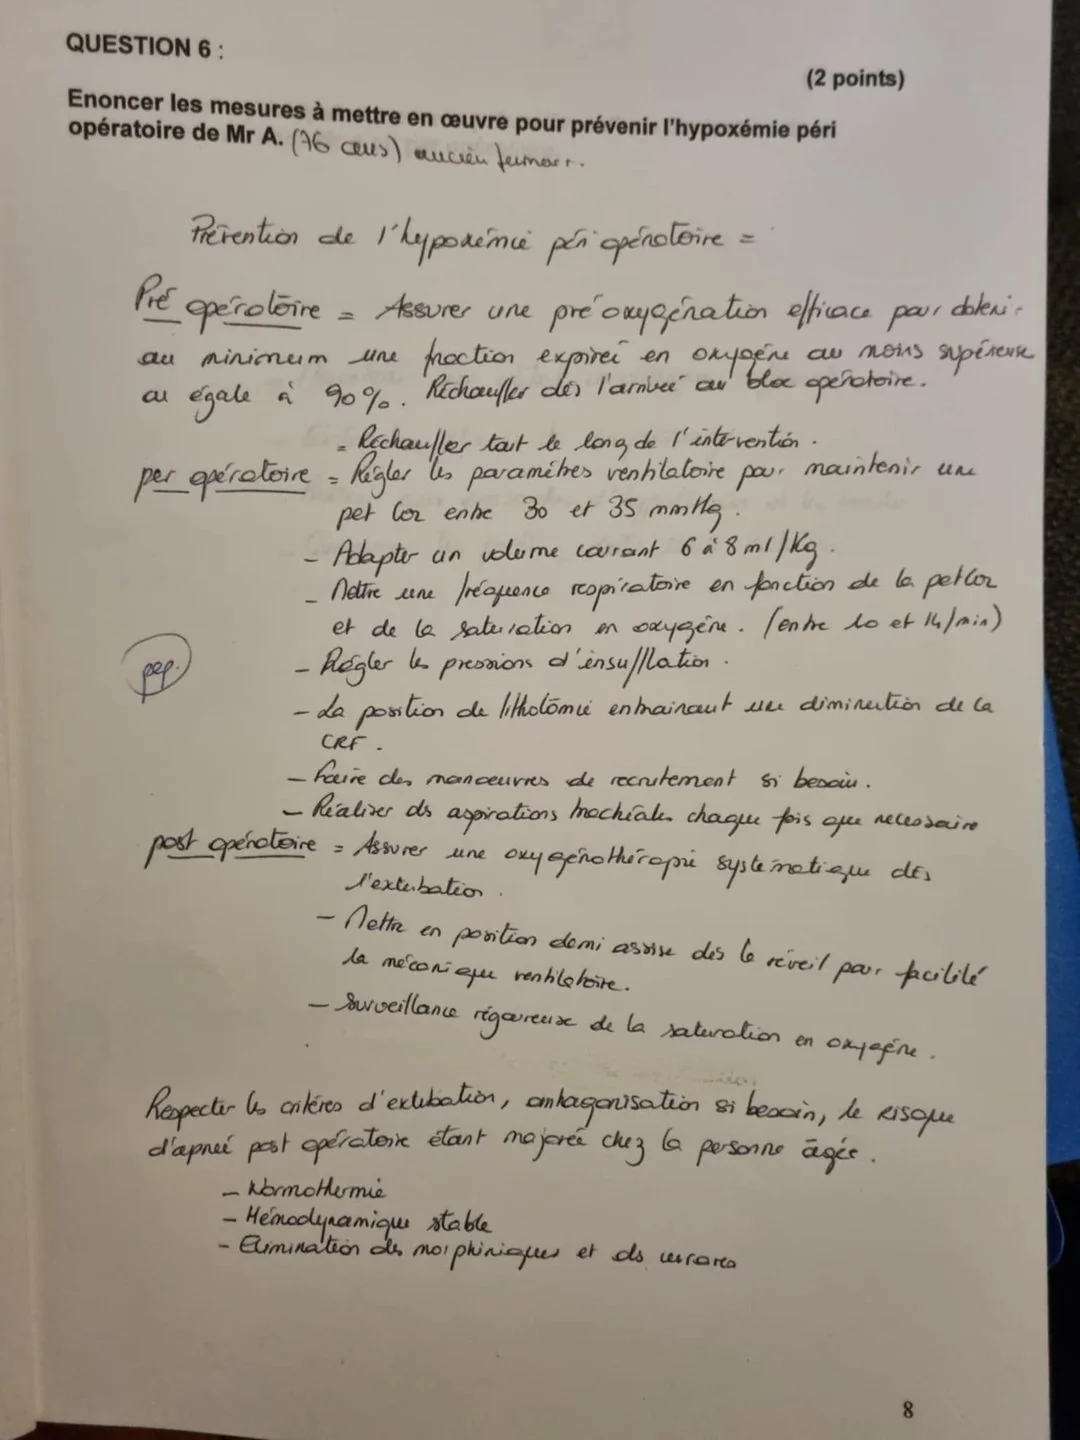 QUESTION 6 :
(2 points)
Enoncer les mesures à mettre en œuvre pour prévenir l'hypoxémie péri
opératoire de Mr A. (76 ans) ancien fumeur.
Prévention de l'hypoxémie péri opératoire =
Pré opératoire = Assurer une pré oxygénation efficace pour obtenir
au minimum une fraction expireé en oxygène au moins supérieure
ou égale à 90%. Réchauffer dès l'arrivée au bloc opératoire.
- Réchauffer tout le long de l'intervention.
per opératoire = Régler les paramètres ventilatoire pour maintenir une
pet Co2 entre 30 et 35 mmHg.
- Adapter un volume courant 6 à 8 ml/Kg.
- Mettre une fréquence respiratoire en fonction de la petCo2
et de la saturation en oxygène. (entre 10 et 14/min)
pep.
- Régler les pressions d'insufflation.
- La position de lithotomie entrainant une diminution de la
CRF.
- Faire des manœuvres de recrutement si besoin.
- Réaliser ds aspirations trachéales chaque fois que necessaire
post opératoire = Assurer une oxygénothérapie systématique dès
l'extubation.
- Mettre en position demi assise dès le réveil pour facilité
la mécanique ventilatoire.
- Surveillance rigoureuse de la saturation en oxygène.
Respecter les critères d'extubation, antagonisation si besoin, le risque
d'apneé post opératoire étant majoreé chez la personne âgée.
- Normothermie
- Hémodynamique stable
- Elimination des morphiniques et ds curares
8